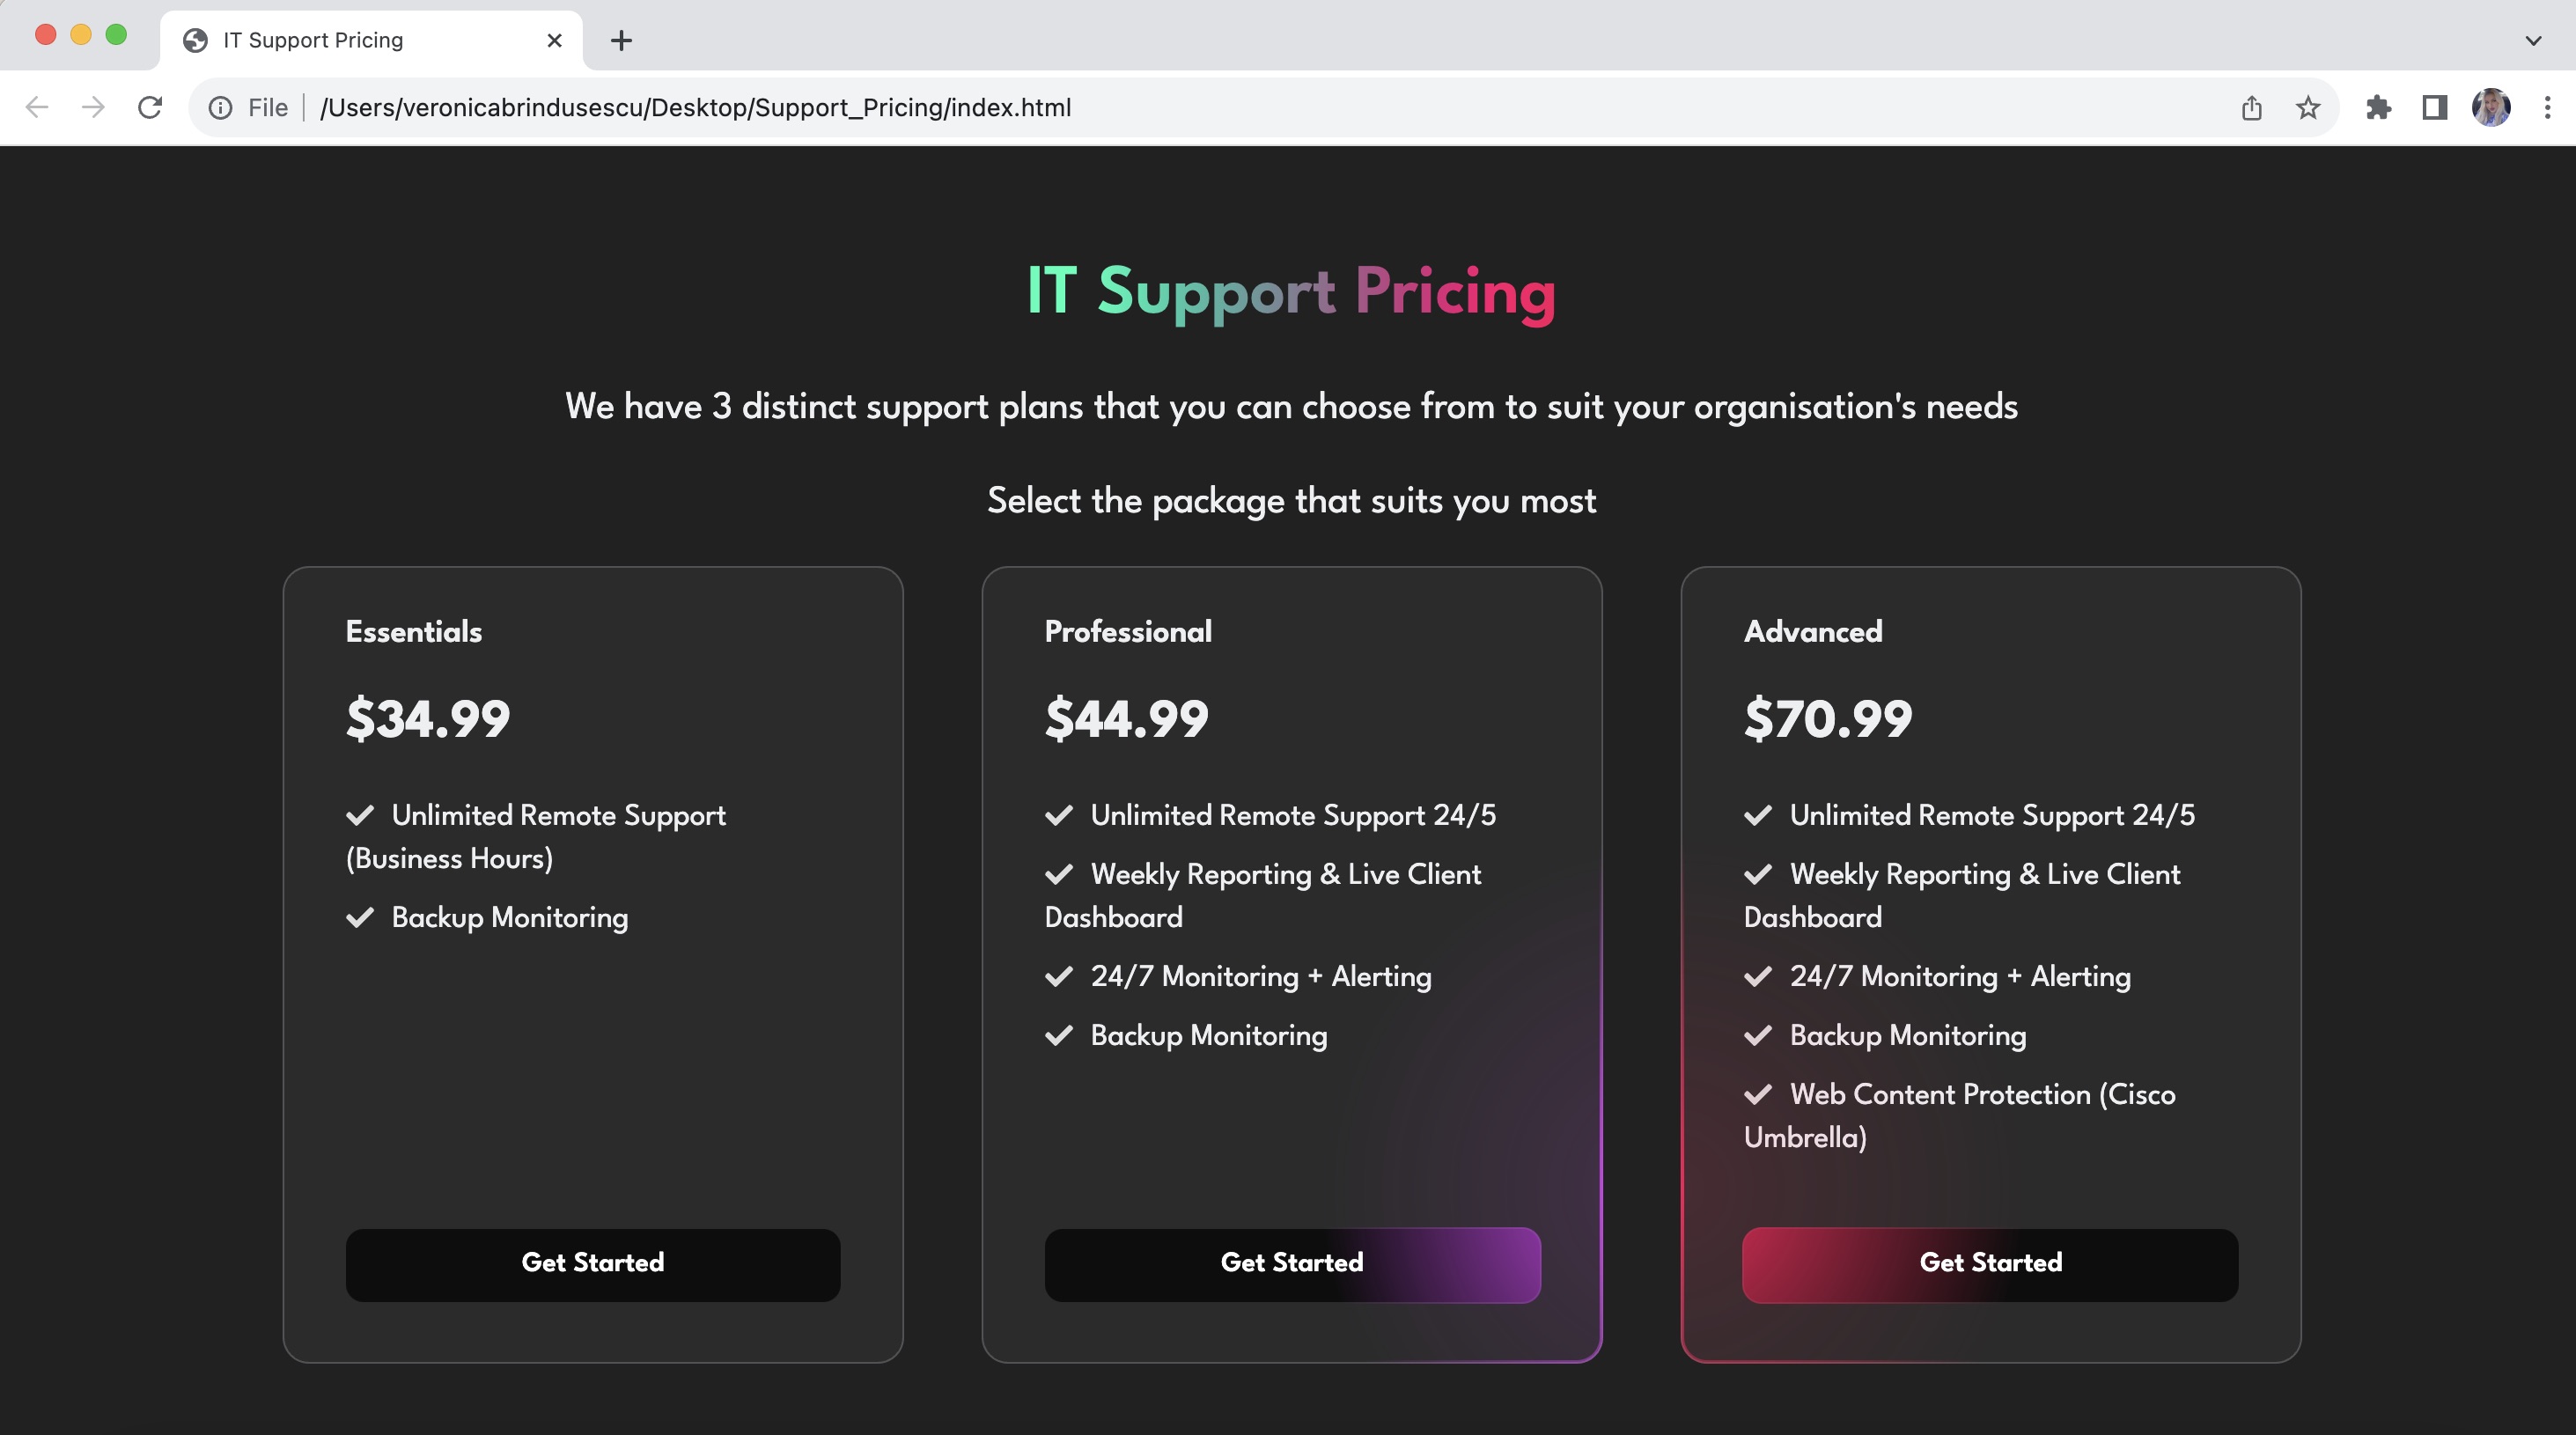 IT Support Pricing
File
/Users/veronicabrindusescu/Desktop/Support_Pricing/index.html
IT Support Pricing
We have 3 distinct support plans that you can choose from to suit your organisation's needs
Select the package that suits you most
Essentials
$34.99
Unlimited Remote Support
(Business Hours)
Backup Monitoring
Get Started
Professional
$44.99
Unlimited Remote Support 24/5
Weekly Reporting & Live Client
Dashboard
24/7 Monitoring + Alerting
Backup Monitoring
Get Started
Advanced
$70.99
Unlimited Remote Support 24/5
Weekly Reporting & Live Client
Dashboard
24/7 Monitoring + Alerting
Backup Monitoring
Web Content Protection (Cisco
Umbrella)
Get Started